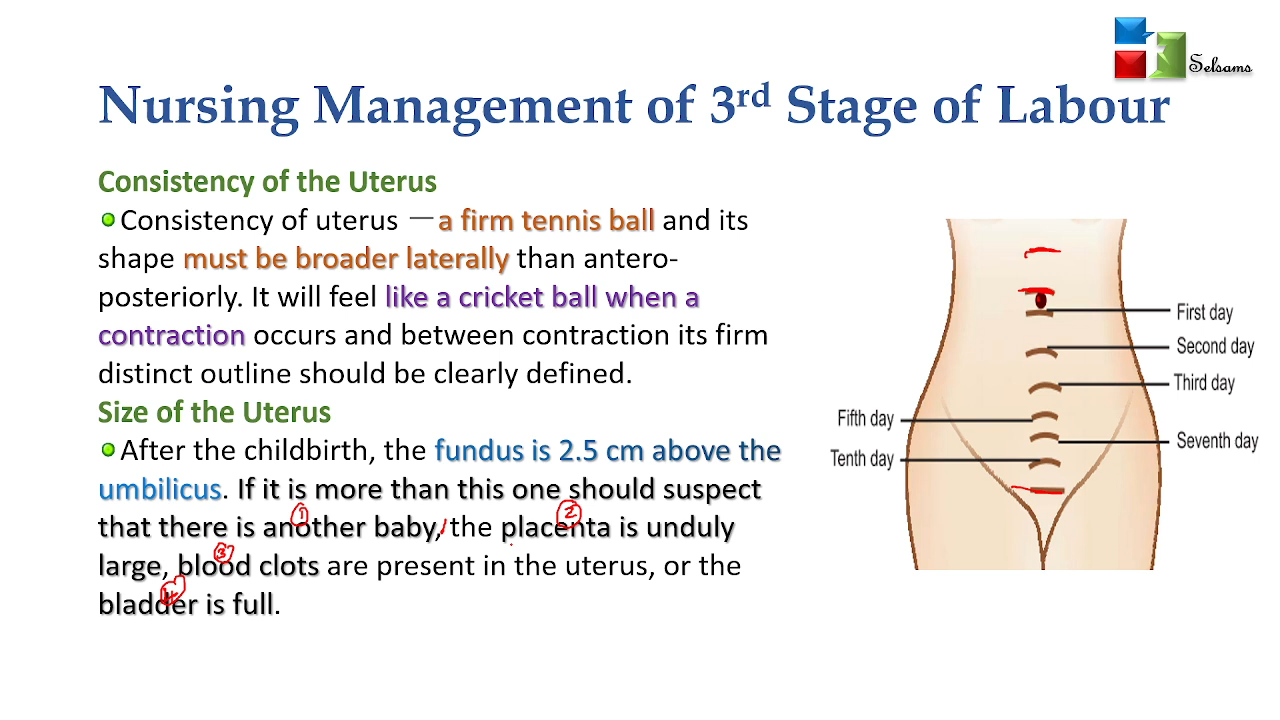 Selsams
Nursing Management of 3rd Stage of Labour
Consistency of the Uterus
Consistency of uterus — a firm tennis ball and its
shape must be broader laterally than antero-
posteriorly. It will feel like a cricket ball when a
contraction occurs and between contraction its firm
distinct outline should be clearly defined.
Size of the Uterus
After the childbirth, the fundus is 2.5 cm above the
umbilicus. If it is more than this one should suspect
1
2
that there is another baby, the placenta is unduly
3
large, blood clots are present in the uterus, or the
4
bladder is full.
First day
Second day
Third day
Fifth day
Seventh day
Tenth day